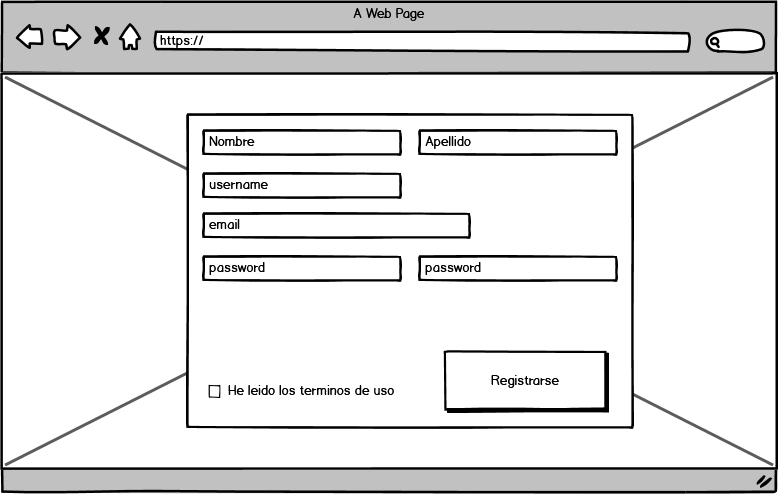 A Web Page
https://
Nombre
Apellido
username
email
password
password
He leido los terminos de uso
Registrarse